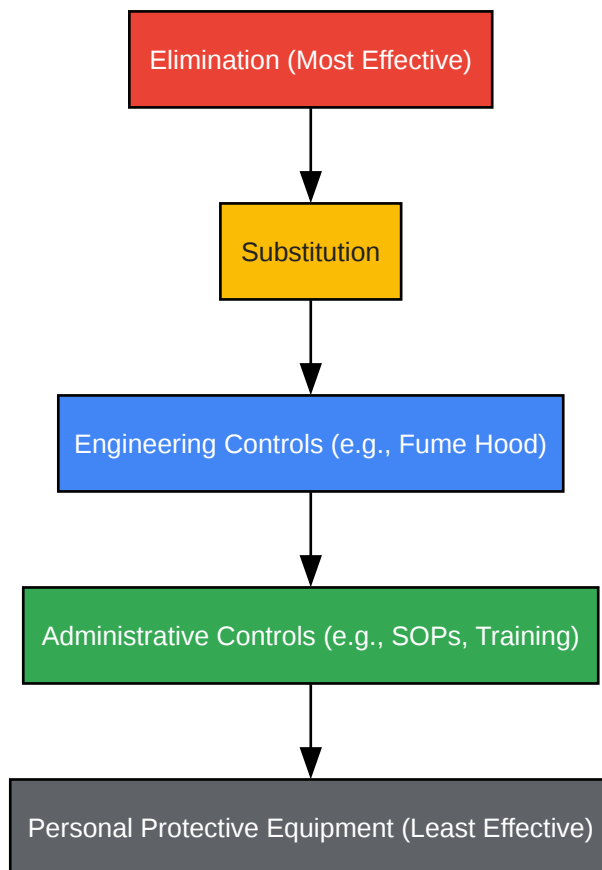 Elimination (Most Effective)
Substitution
Engineering Controls (e.g., Fume Hood)
Administrative Controls (e.g., SOPs, Training)
Personal Protective Equipment (Least Effective)